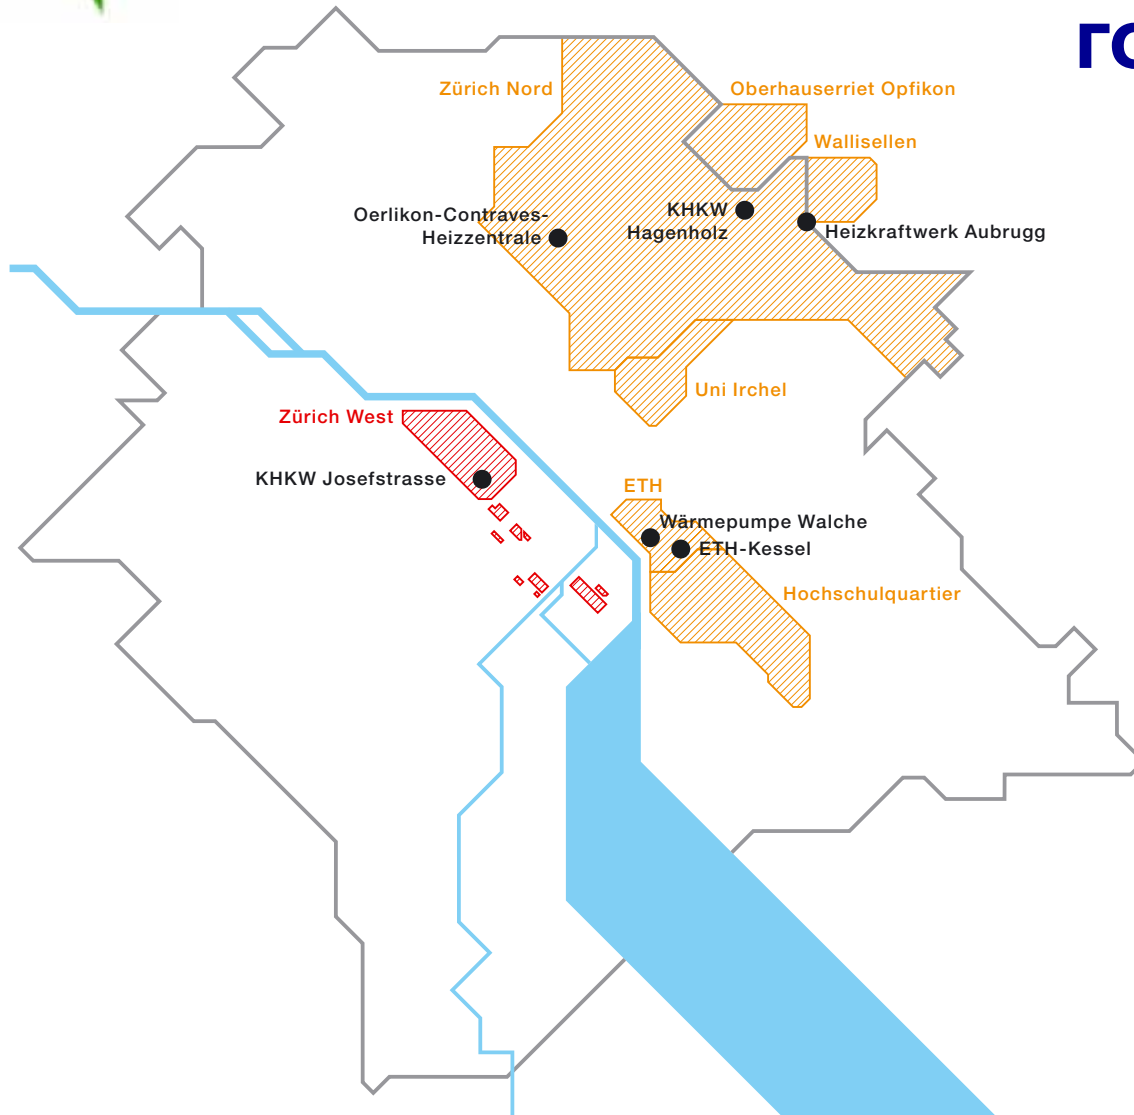 Zürich Nord
Oberhauserriet Opfikon
Wallisellen
Oerlikon-Contraves-
Heizzentrale
KHKW
Hagenholz
Heizkraftwerk Aubrugg
Uni Irchel
Zürich West
KHKW Josefstrasse
ETH
Wärmepumpe Walche
ETH-Kessel
Hochschulquartier